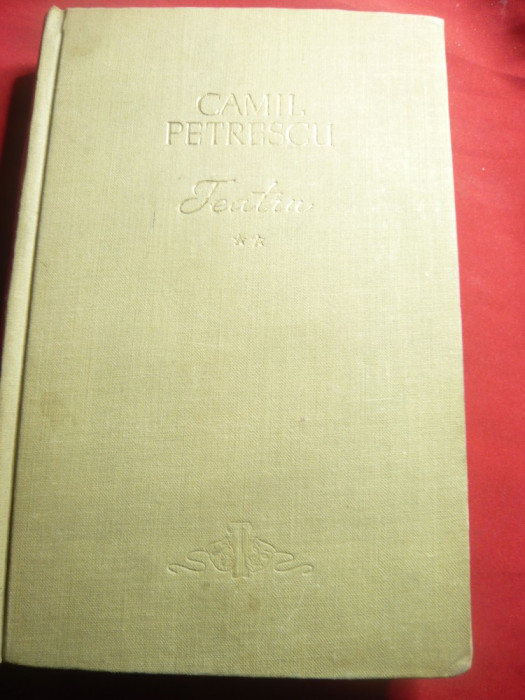 CAMIL
PETRESCU
Teatru
**